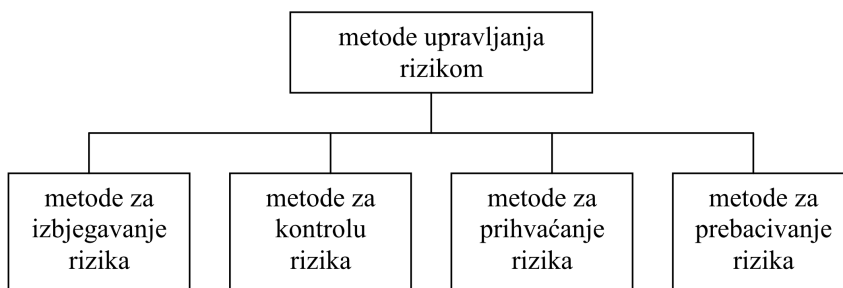 metode upravljanja
rizikom
metode za
izbjegavanje
rizika
metode za
kontrolu
rizika
metode za
prihvaćanje
rizika
metode za
prebacivanje
rizika